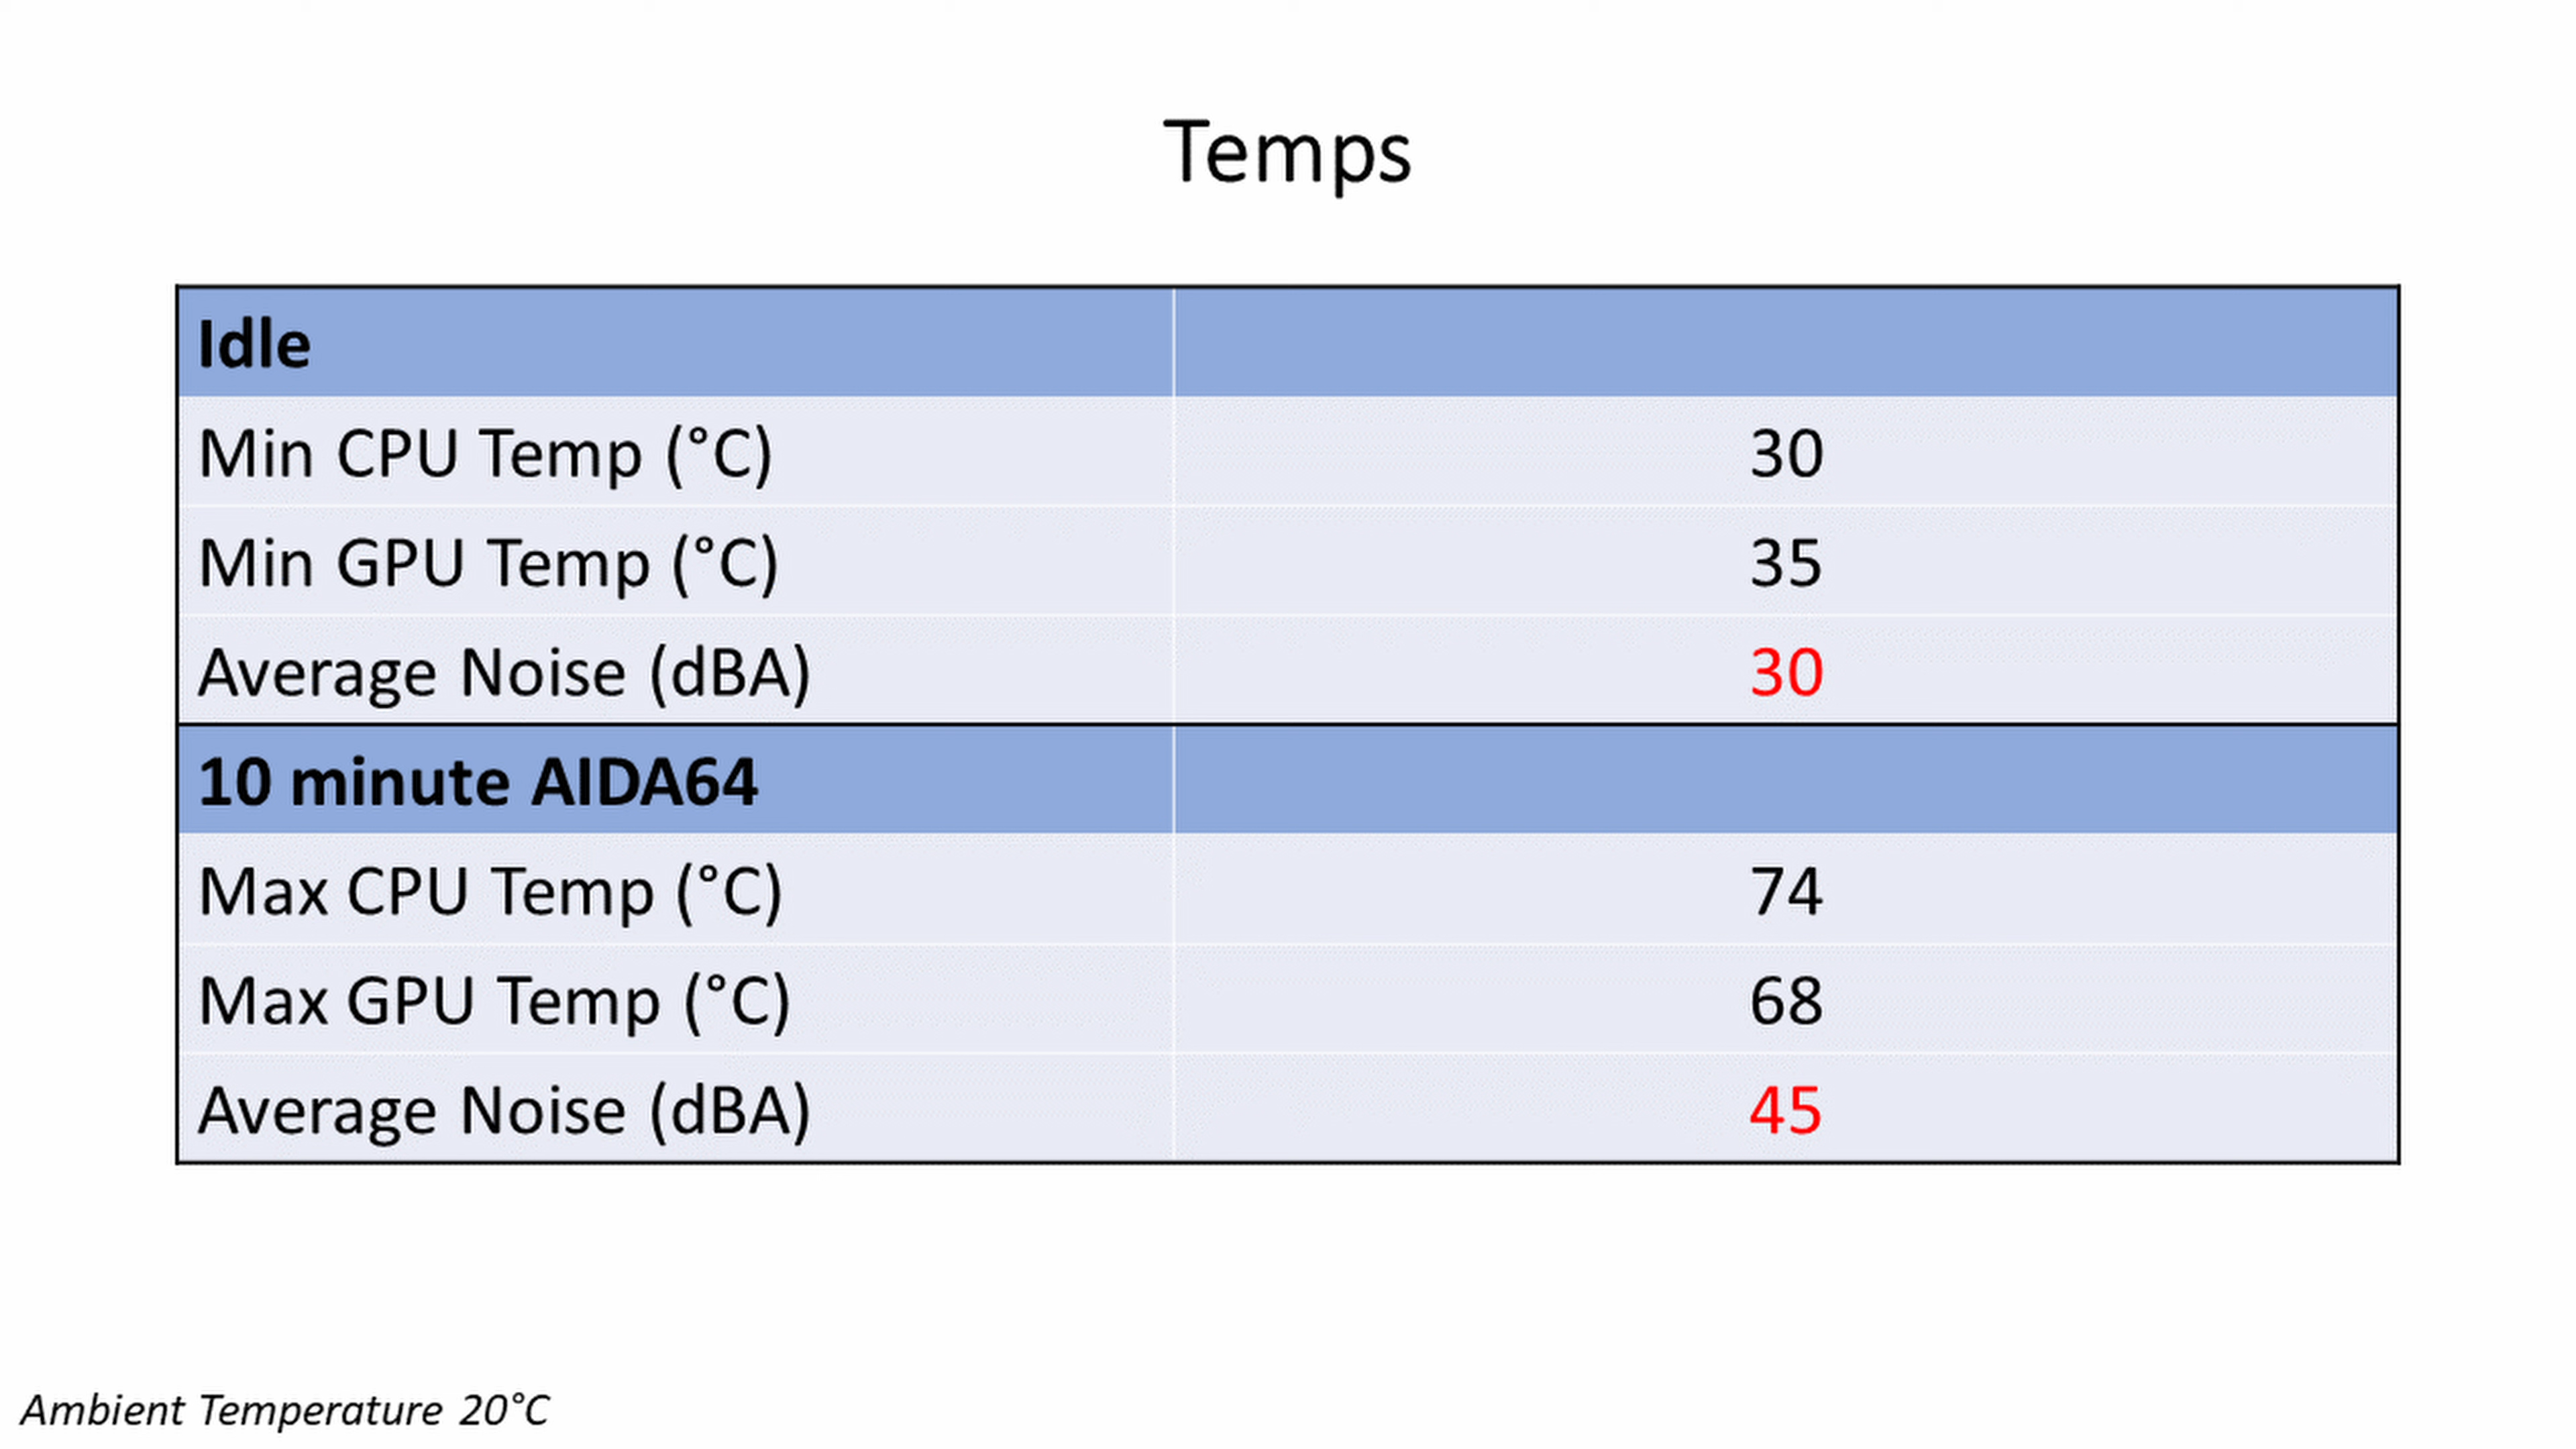 Temps
Idle
Min CPU Temp (°C) 30
Min GPU Temp (°C) 35
Average Noise (dBA) 30
10 minute AIDA64
Max CPU Temp (°C) 74
Max GPU Temp (°C) 68
Average Noise (dBA) 45
Ambient Temperature 20°C